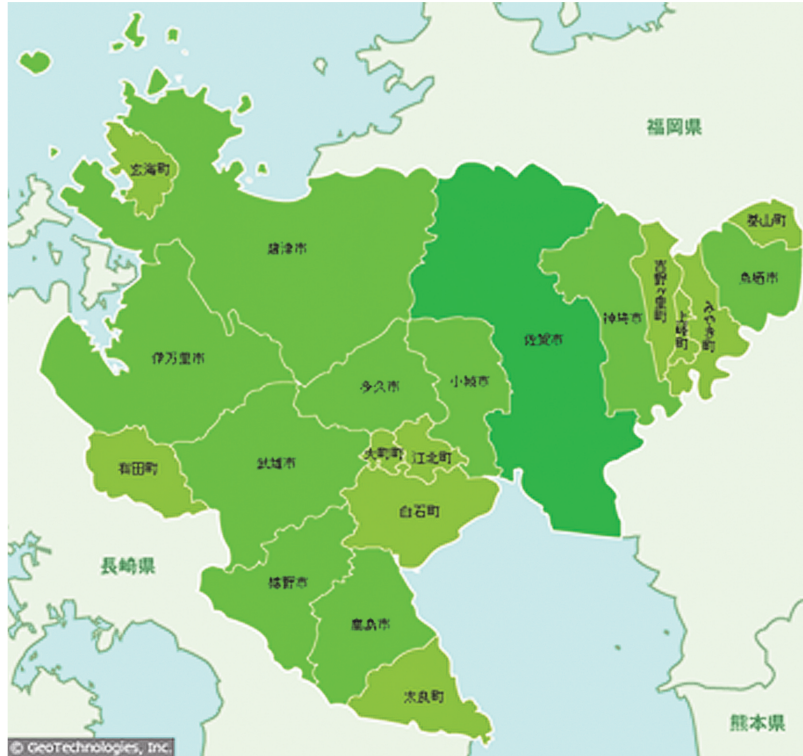 福岡県
玄海町
基山町
唐津市
吉野ヶ里町
鳥栖市
神埼市
上峰町
みやき町
佐賀市
伊万里市
多久市
小城市
有田町
武雄市
大町町
江北町
白石町
長崎県
嬉野市
鹿島市
太良町
熊本県
© GeoTechnologies, Inc.